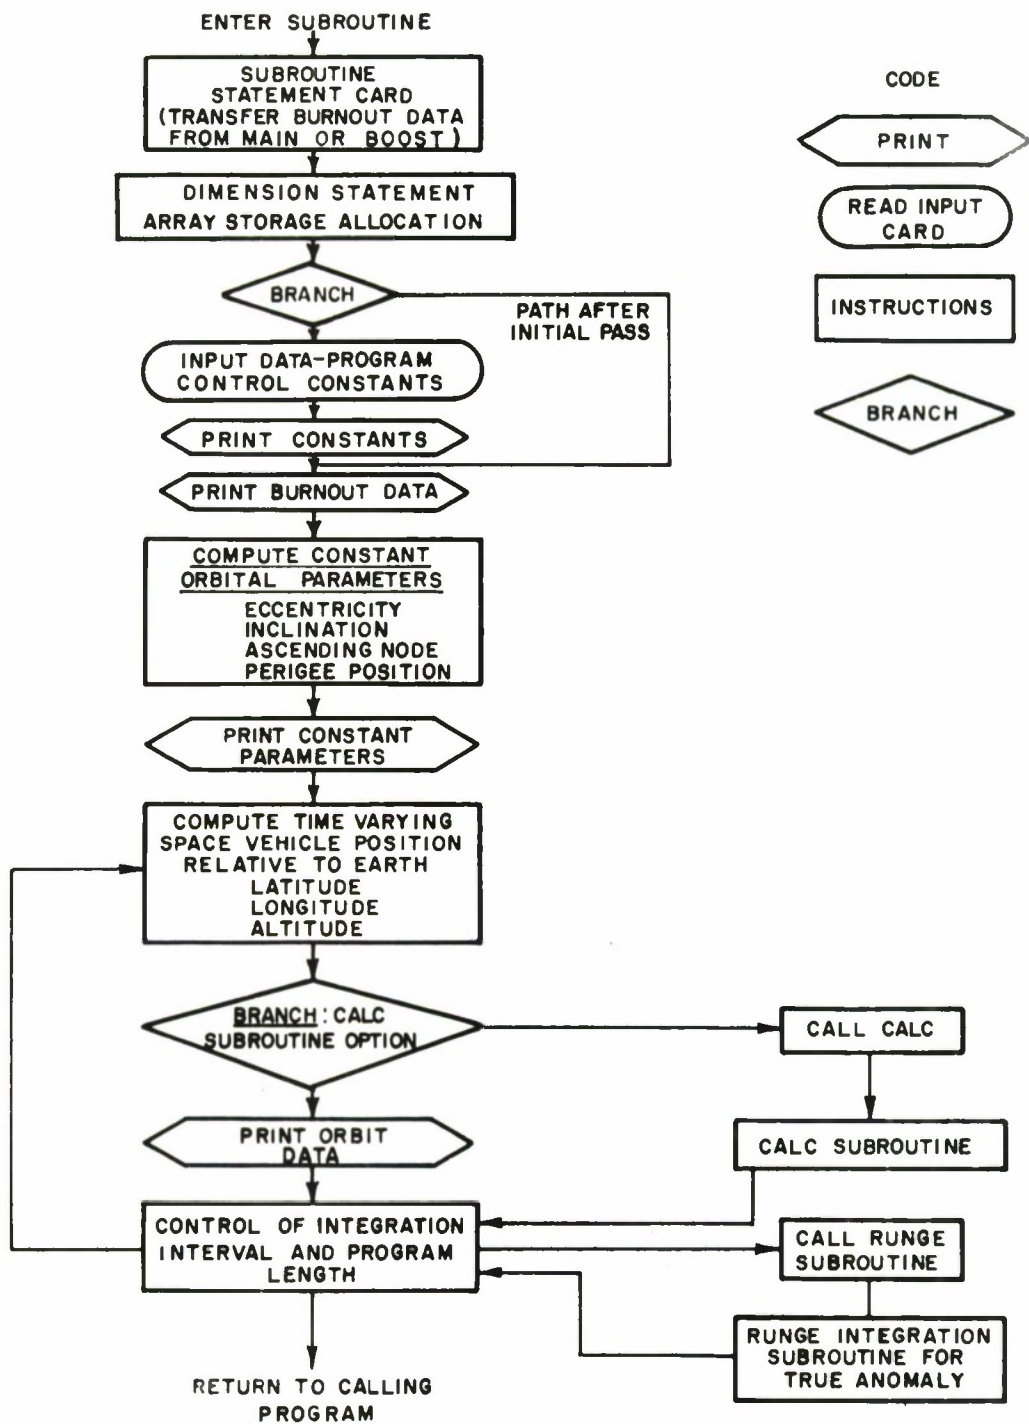 ENTER SUBROUTINE
SUBROUTINE
STATEMENT CARD
(TRANSFER BURNOUT DATA
FROM MAIN OR BOOST)
DIMENSION STATEMENT
ARRAY STORAGE ALLOCATION
BRANCH
PATH AFTER
INITIAL PASS
INPUT DATA-PROGRAM
CONTROL CONSTANTS
PRINT CONSTANTS
PRINT BURNOUT DATA
COMPUTE CONSTANT
ORBITAL PARAMETERS
ECCENTRICITY
INCLINATION
ASCENDING NODE
PERIGEE POSITION
PRINT CONSTANT
PARAMETERS
COMPUTE TIME VARYING
SPACE VEHICLE POSITION
RELATIVE TO EARTH
LATITUDE
LONGITUDE
ALTITUDE
BRANCH: CALC
SUBROUTINE OPTION
CALL CALC
CALC SUBROUTINE
PRINT ORBIT
DATA
CONTROL OF INTEGRATION
INTERVAL AND PROGRAM
LENGTH
CALL RUNGE
SUBROUTINE
RUNGE INTEGRATION
SUBROUTINE FOR
TRUE ANOMALY
RETURN TO CALLING
PROGRAM
CODE
PRINT
READ INPUT
CARD
INSTRUCTIONS
BRANCH